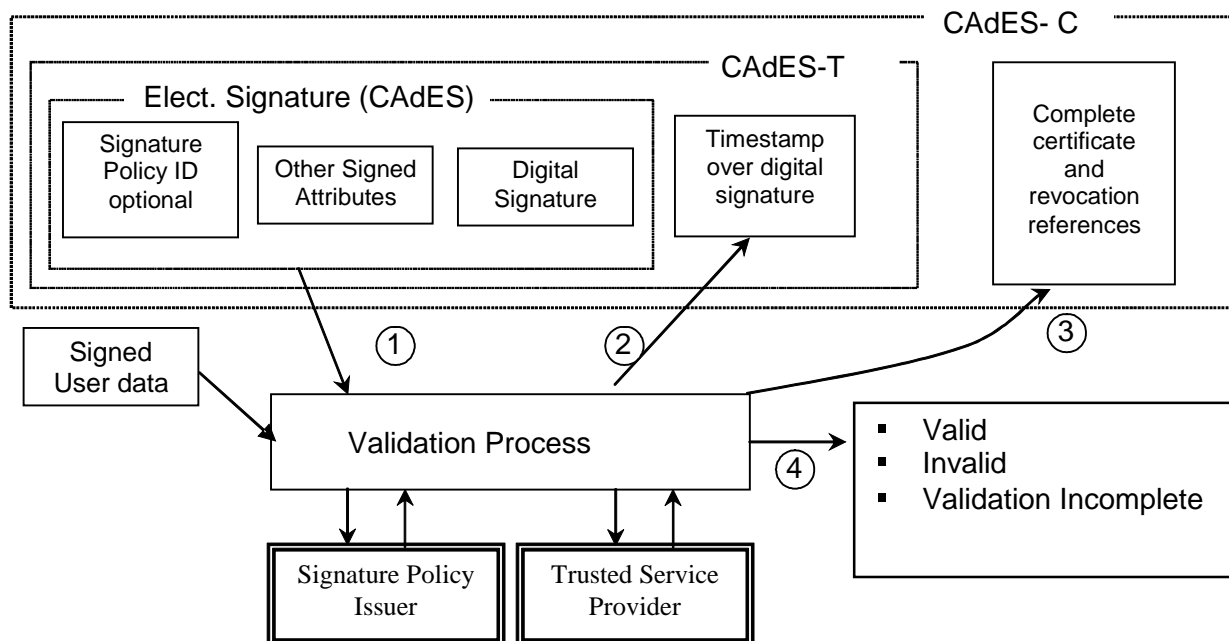 CAdES- C
CAdES-T
Elect. Signature (CAdES)
Signature
Policy ID
optional
Other Signed
Attributes
Digital
Signature
Timestamp
over digital
signature
Complete
certificate
and
revocation
references
1
2
3
Signed
User data
Validation Process
4
▪ Valid
▪ Invalid
▪ Validation Incomplete
Signature Policy
Issuer
Trusted Service
Provider